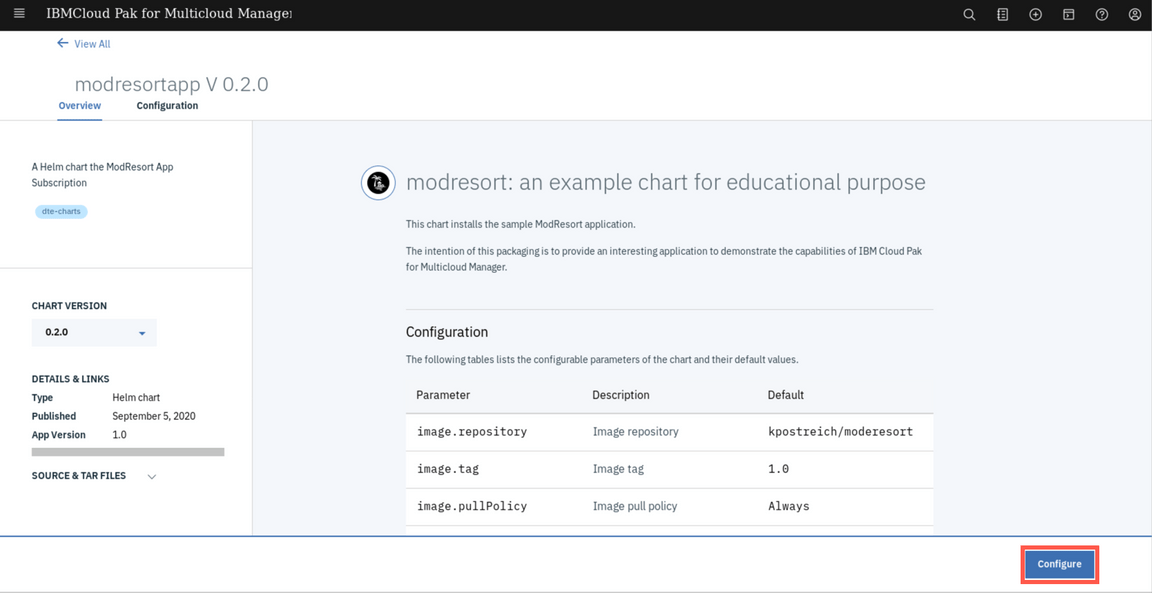 IBMCloud Pak for Multicloud Manage
View All
modresortapp V 0.2.0
Overview Configuration
A Helm chart the ModResort App
Subscription
dte-charts
CHART VERSION
0.2.0
DETAILS & LINKS
Type Helm chart
Published September 5, 2020
App Version 1.0
SOURCE & TAR FILES
modresort: an example chart for educational purpose
This chart installs the sample ModResort application.
The intention of this packaging is to provide an interesting application to demonstrate the capabilities of IBM Cloud Pak
for Multicloud Manager.
Configuration
The following tables lists the configurable parameters of the chart and their default values.
Parameter Description Default
image.repository Image repository kpostreich/moderesort
image.tag Image tag 1.0
image.pullPolicy Image pull policy Always
Configure